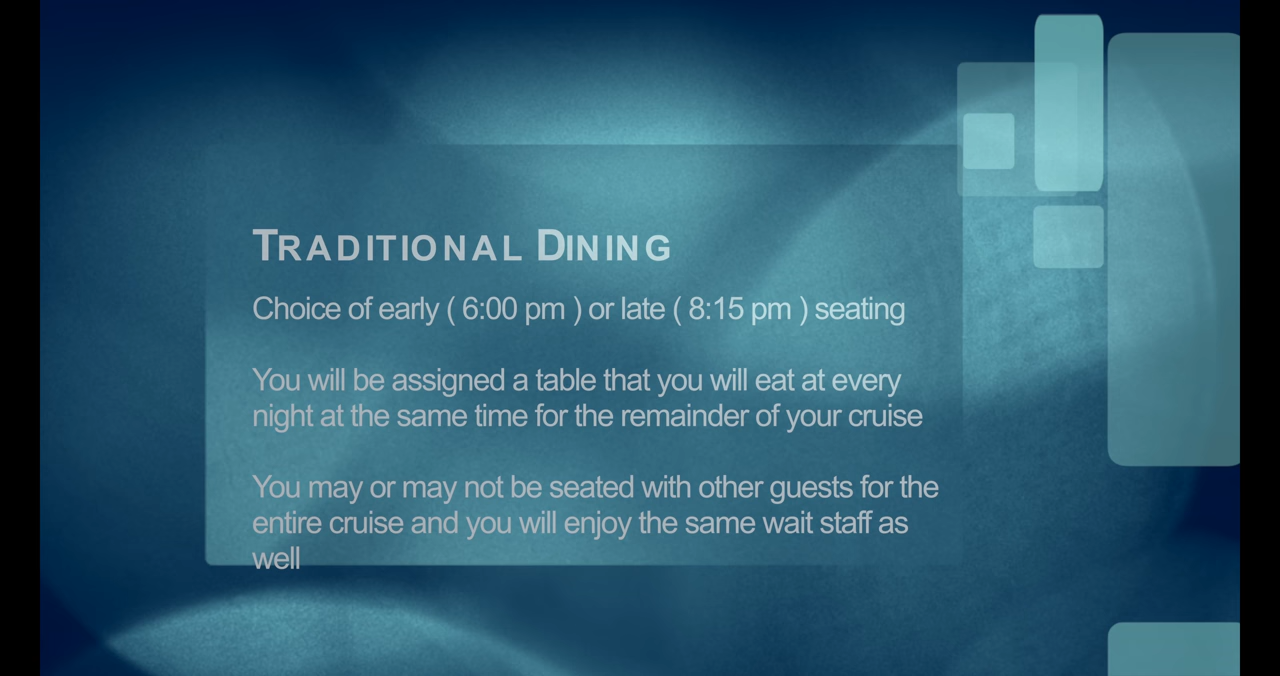 TRADITIONAL DINING
Choice of early ( 6:00 pm ) or late ( 8:15 pm ) seating
You will be assigned a table that you will eat at every
night at the same time for the remainder of your cruise
You may or may not be seated with other guests for the
entire cruise and you will enjoy the same wait staff as
well